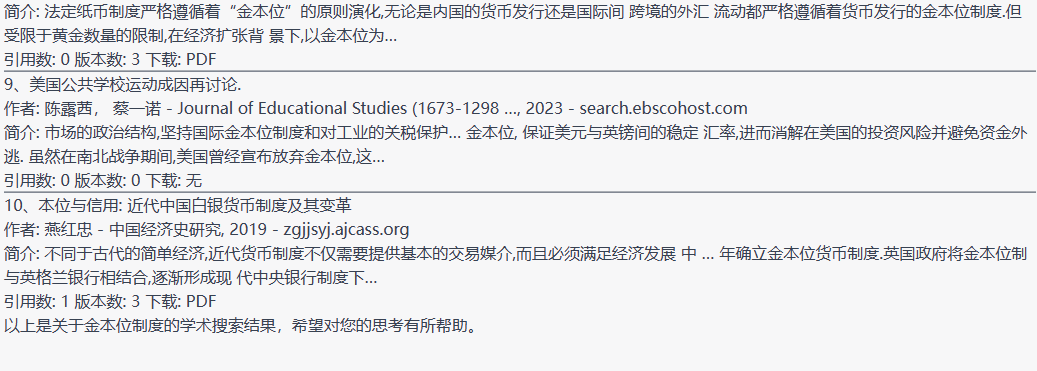 简介: 法定纸币制度严格遵循着“金本位”的原则演化,无论是内国的货币发行还是国际间 跨境的外汇 流动都严格遵循着货币发行的金本位制度.但
受限于黄金数量的限制,在经济扩张背 景下,以金本位为…
引用数: 0 版本数: 3 下载: PDF
9、美国公共学校运动成因再讨论.
作者: 陈露茜， 蔡一诺 - Journal of Educational Studies (1673-1298 …, 2023 - search.ebscohost.com
简介: 市场的政治结构,坚持国际金本位制度和对工业的关税保护… 金本位, 保证美元与英镑间的稳定 汇率,进而消解在美国的投资风险并避免资金外
逃. 虽然在南北战争期间,美国曾经宣布放弃金本位,这…
引用数: 0 版本数: 0 下载: 无
10、本位与信用: 近代中国白银货币制度及其变革
作者: 燕红忠 - 中国经济史研究, 2019 - zgjjsyj.ajcass.org
简介: 不同于古代的简单经济,近代货币制度不仅需要提供基本的交易媒介,而且必须满足经济发展 中 … 年确立金本位货币制度.英国政府将金本位制
与英格兰银行相结合,逐渐形成现 代中央银行制度下…
引用数: 1 版本数: 3 下载: PDF
以上是关于金本位制度的学术搜索结果，希望对您的思考有所帮助。